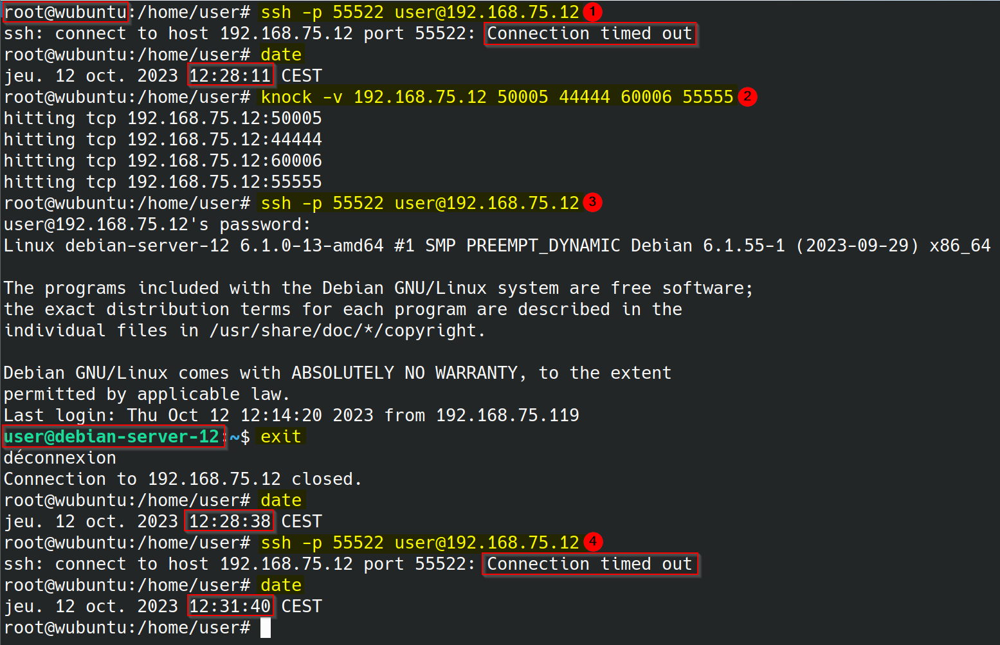 root@wubuntu:/home/user# ssh -p 55522 user@192.168.75.12 1
ssh: connect to host 192.168.75.12 port 55522: Connection timed out
root@wubuntu:/home/user# date
jeu. 12 oct. 2023 12:28:11 CEST
root@wubuntu:/home/user# knock -v 192.168.75.12 50005 44444 60006 55555 2
hitting tcp 192.168.75.12:50005
hitting tcp 192.168.75.12:44444
hitting tcp 192.168.75.12:60006
hitting tcp 192.168.75.12:55555
root@wubuntu:/home/user# ssh -p 55522 user@192.168.75.12 3
user@192.168.75.12's password:
Linux debian-server-12 6.1.0-13-amd64 #1 SMP PREEMPT_DYNAMIC Debian 6.1.55-1 (2023-09-29) x86_64
The programs included with the Debian GNU/Linux system are free software;
the exact distribution terms for each program are described in the
individual files in /usr/share/doc/*/copyright.
Debian GNU/Linux comes with ABSOLUTELY NO WARRANTY, to the extent
permitted by applicable law.
Last login: Thu Oct 12 12:14:20 2023 from 192.168.75.119
user@debian-server-12:~$ exit
déconnexion
Connection to 192.168.75.12 closed.
root@wubuntu:/home/user# date
jeu. 12 oct. 2023 12:28:38 CEST
root@wubuntu:/home/user# ssh -p 55522 user@192.168.75.12 4
ssh: connect to host 192.168.75.12 port 55522: Connection timed out
root@wubuntu:/home/user# date
jeu. 12 oct. 2023 12:31:40 CEST
root@wubuntu:/home/user#